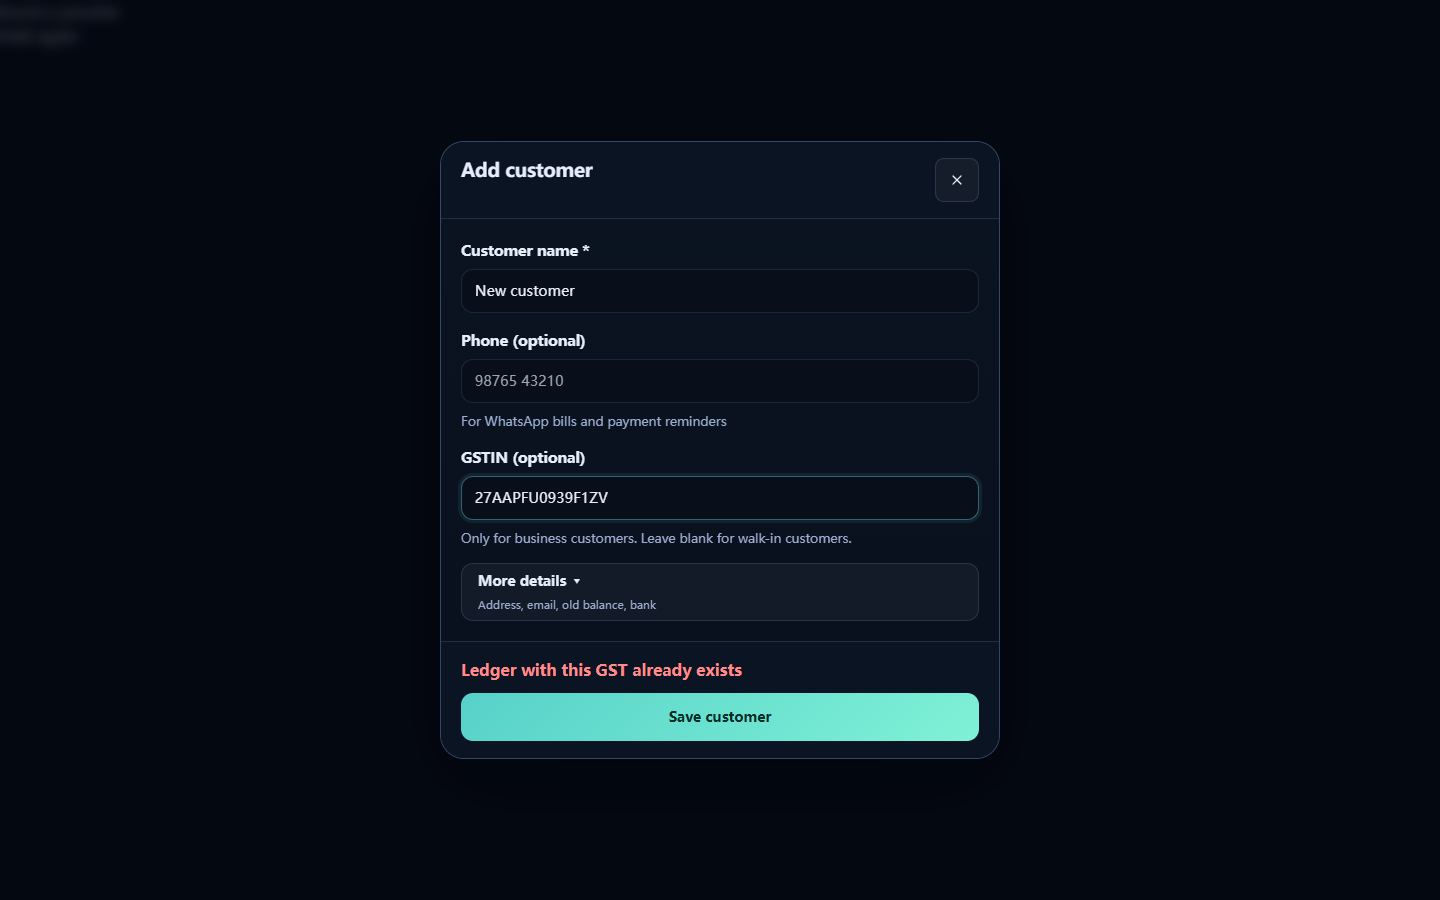 Add customer
×
Customer name *
New customer
Phone (optional)
98765 43210
For WhatsApp bills and payment reminders
GSTIN (optional)
27AAPFU0939F1ZV
Only for business customers. Leave blank for walk-in customers.
More details ▾
Address, email, old balance, bank
Ledger with this GST already exists
Save customer